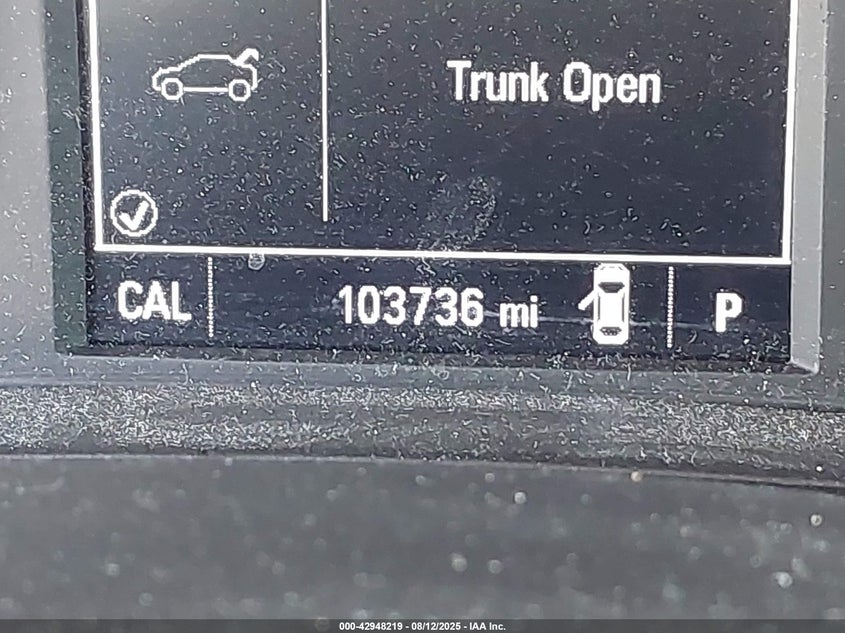 Trunk Open
CAL 103736 mi P
000-42948219 - 08/12/2025 - IAA Inc.